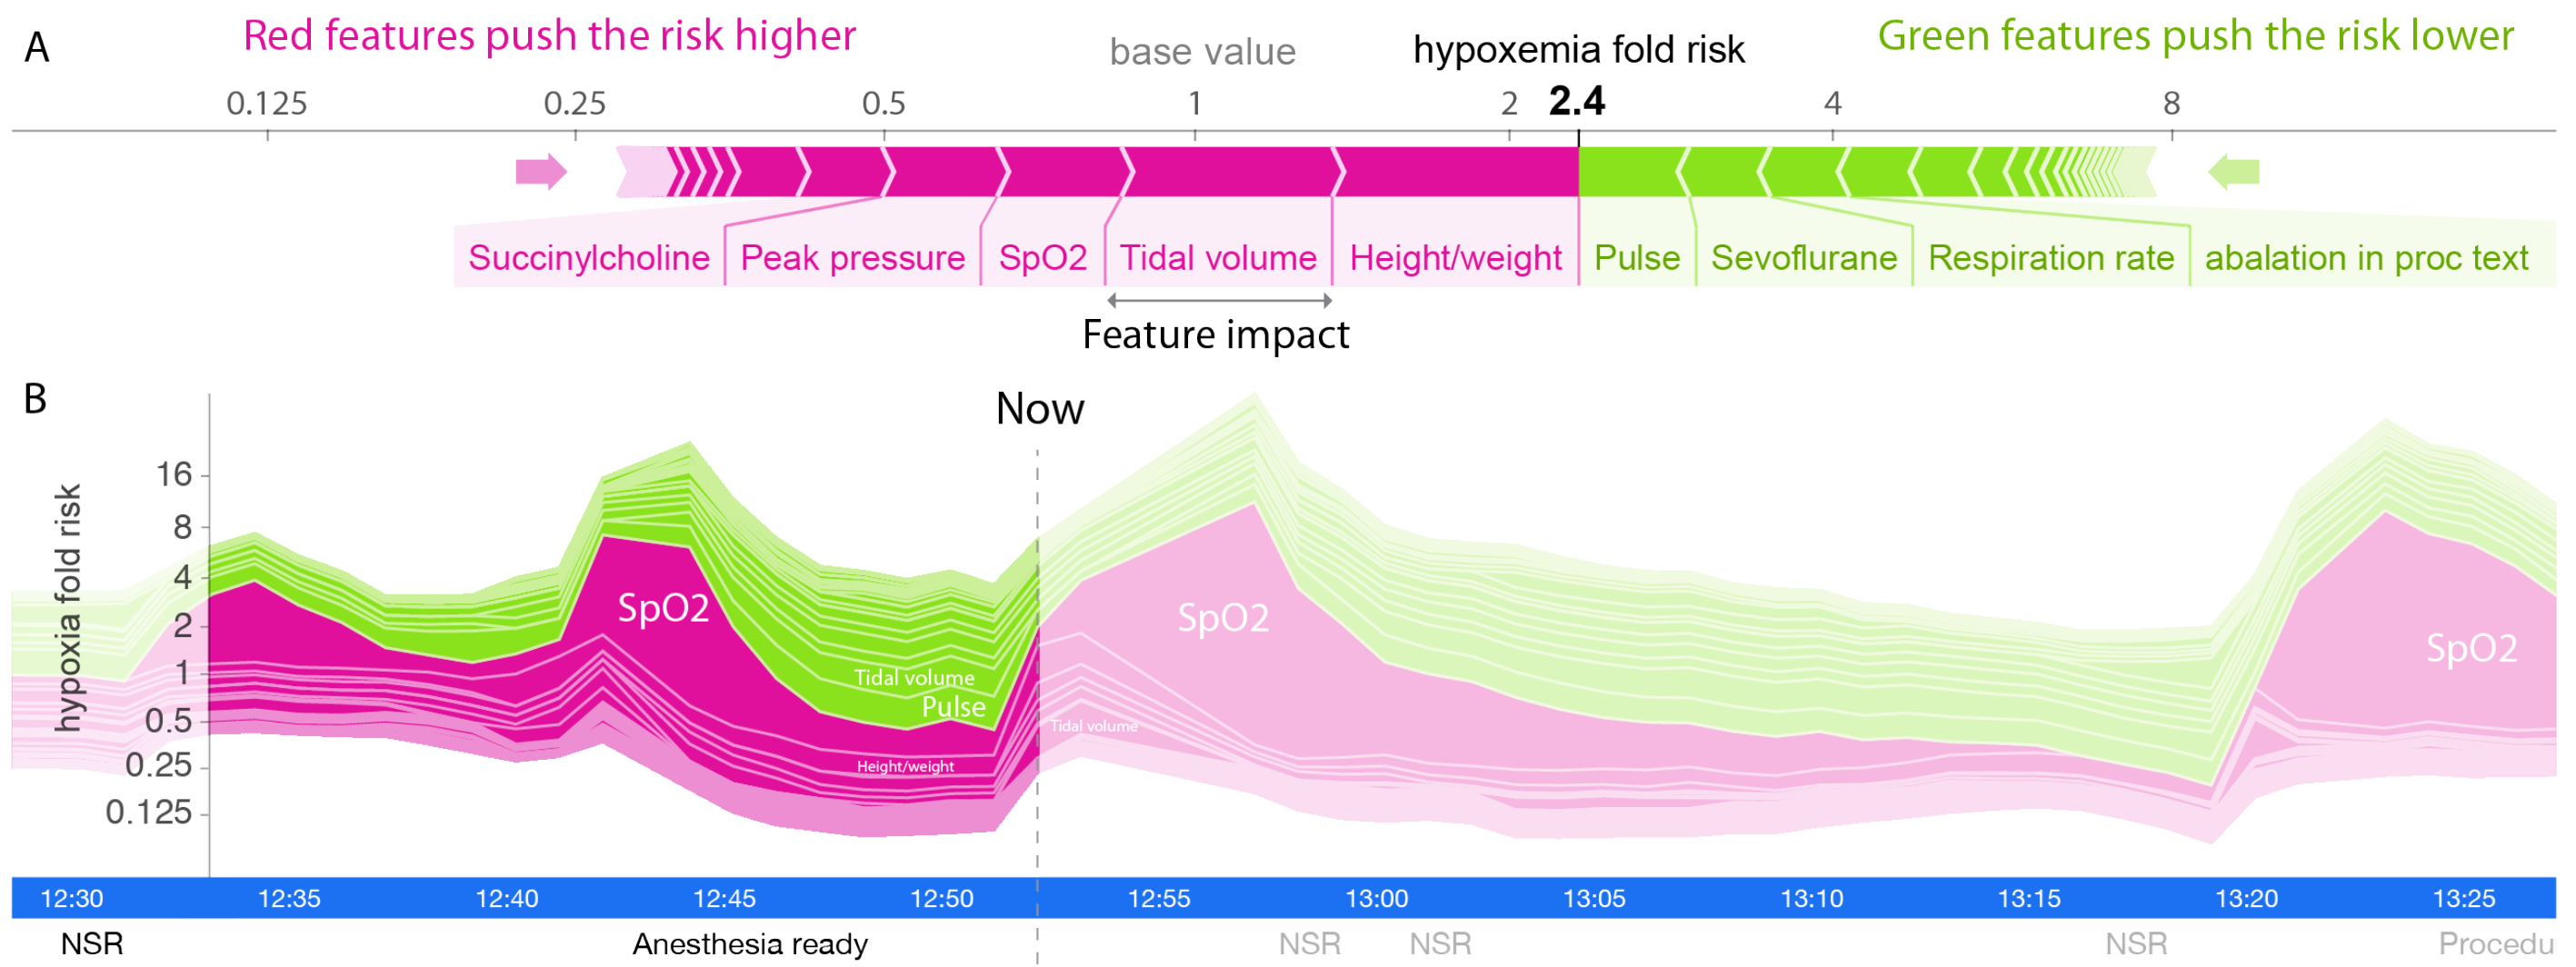 A
Red features push the risk higher
base value
hypoxemia fold risk
Green features push the risk lower
0.125 0.25 0.5 1 2 2.4 4 8
Succinylcholine Peak pressure SpO2 Tidal volume Height/weight Pulse Sevoflurane Respiration rate abalation in proc text
Feature impact
B
Now
hypoxia fold risk
16
8
4
2
1
0.5
0.25
0.125
SpO2
SpO2
SpO2
Tidal volume
Pulse
Tidal volume
Height/weight
12:30 12:35 12:40 12:45 12:50 12:55 13:00 13:05 13:10 13:15 13:20 13:25
NSR Anesthesia ready NSR NSR NSR Procedu